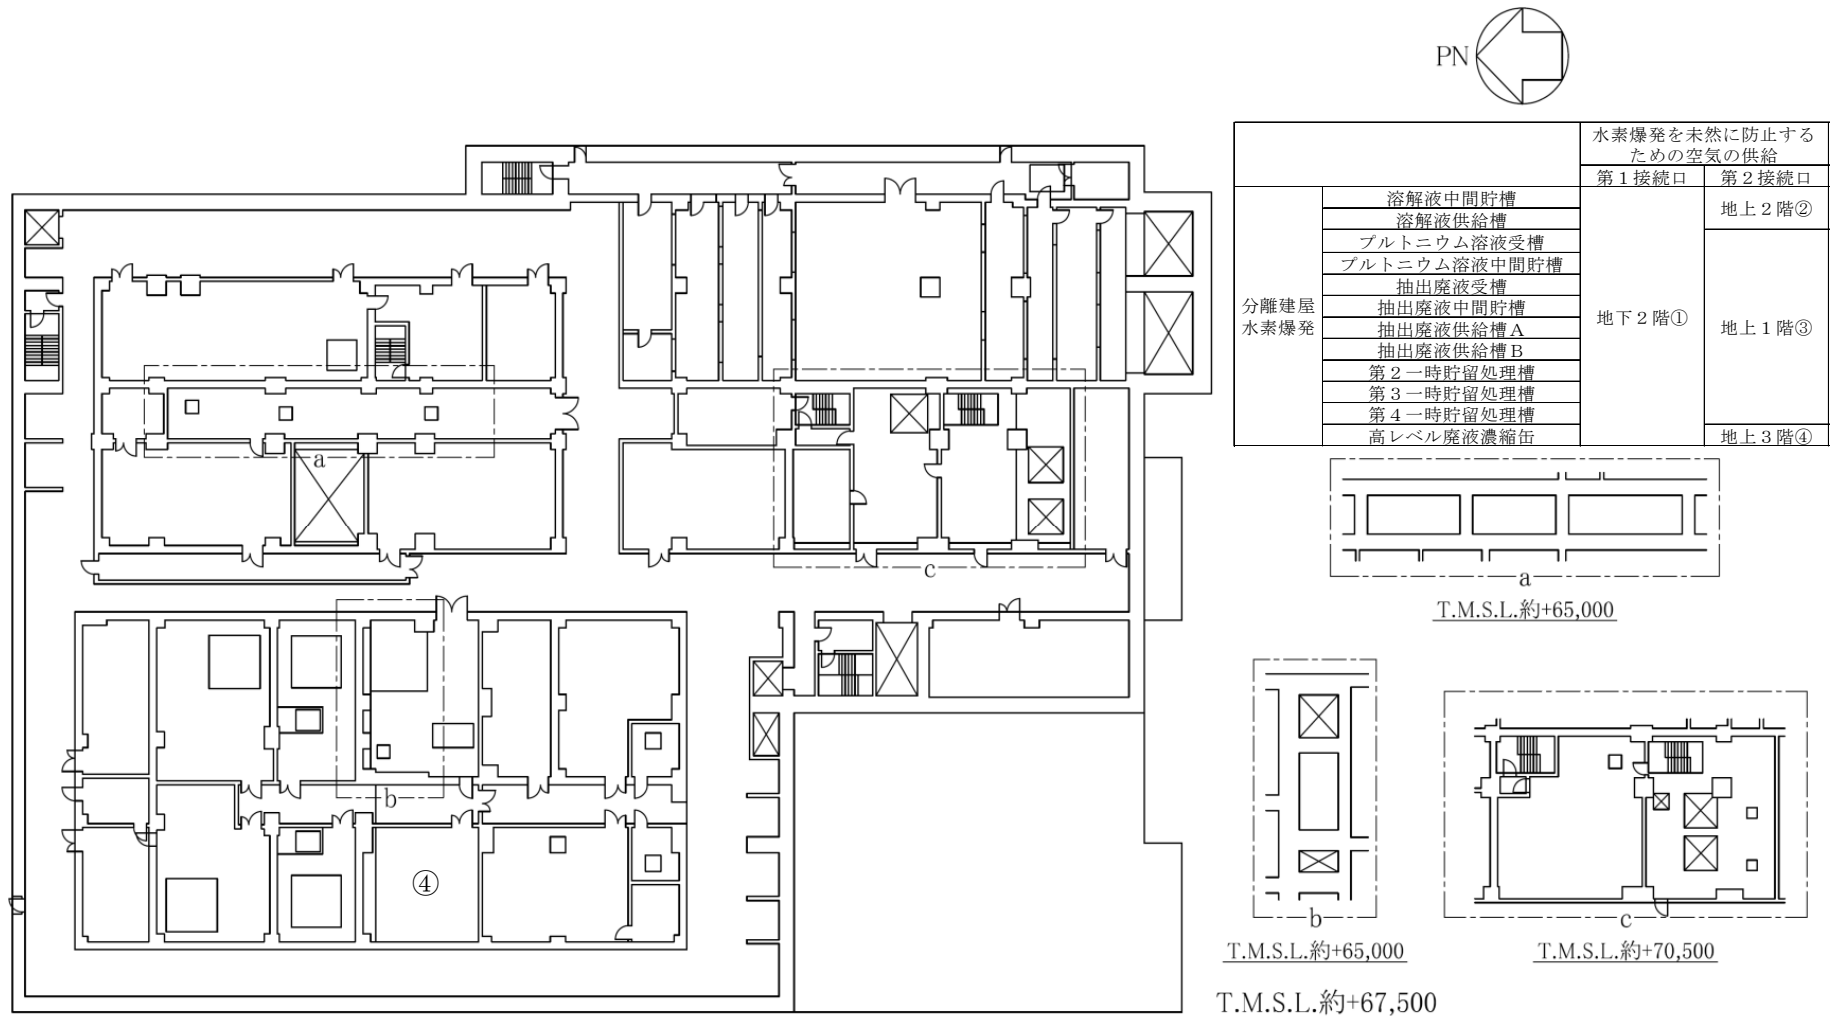 PN
水素爆発を未然に防止する
ための空気の供給
第1接続口
第2接続口
分離建屋
水素爆発
溶解液中間貯槽
溶解液供給槽
プルトニウム溶液受槽
プルトニウム溶液中間貯槽
抽出廃液受槽
抽出廃液中間貯槽
抽出廃液供給槽A
抽出廃液供給槽B
第2一時貯留処理槽
第3一時貯留処理槽
第4一時貯留処理槽
高レベル廃液濃縮缶
地下2階①
地上2階②
地上1階③
地上3階④
a
c
b
④
a
T.M.S.L.約+65,000
b
T.M.S.L.約+65,000
c
T.M.S.L.約+70,500
T.M.S.L.約+67,500